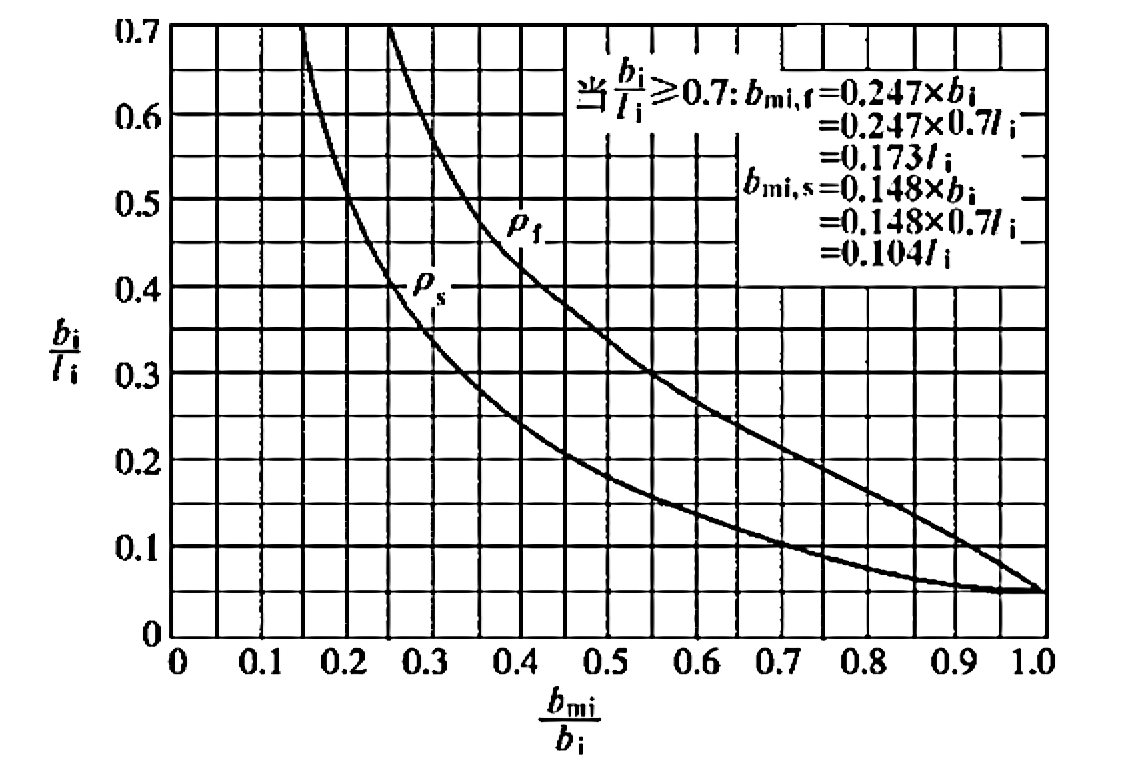 0.7
0.6
0.5
0.4
0.3
0.2
0.1
0
当 b_i/l_i ≥0.7: b_mi,f=0.247×b_i
=0.247×0.7l_i
=0.173l_i
b_mi,s=0.148×b_i
=0.148×0.7l_i
=0.104l_i
ρ_f
ρ_s
b_i/l_i
0 0.1 0.2 0.3 0.4 0.5 0.6 0.7 0.8 0.9 1.0
b_mi/b_i